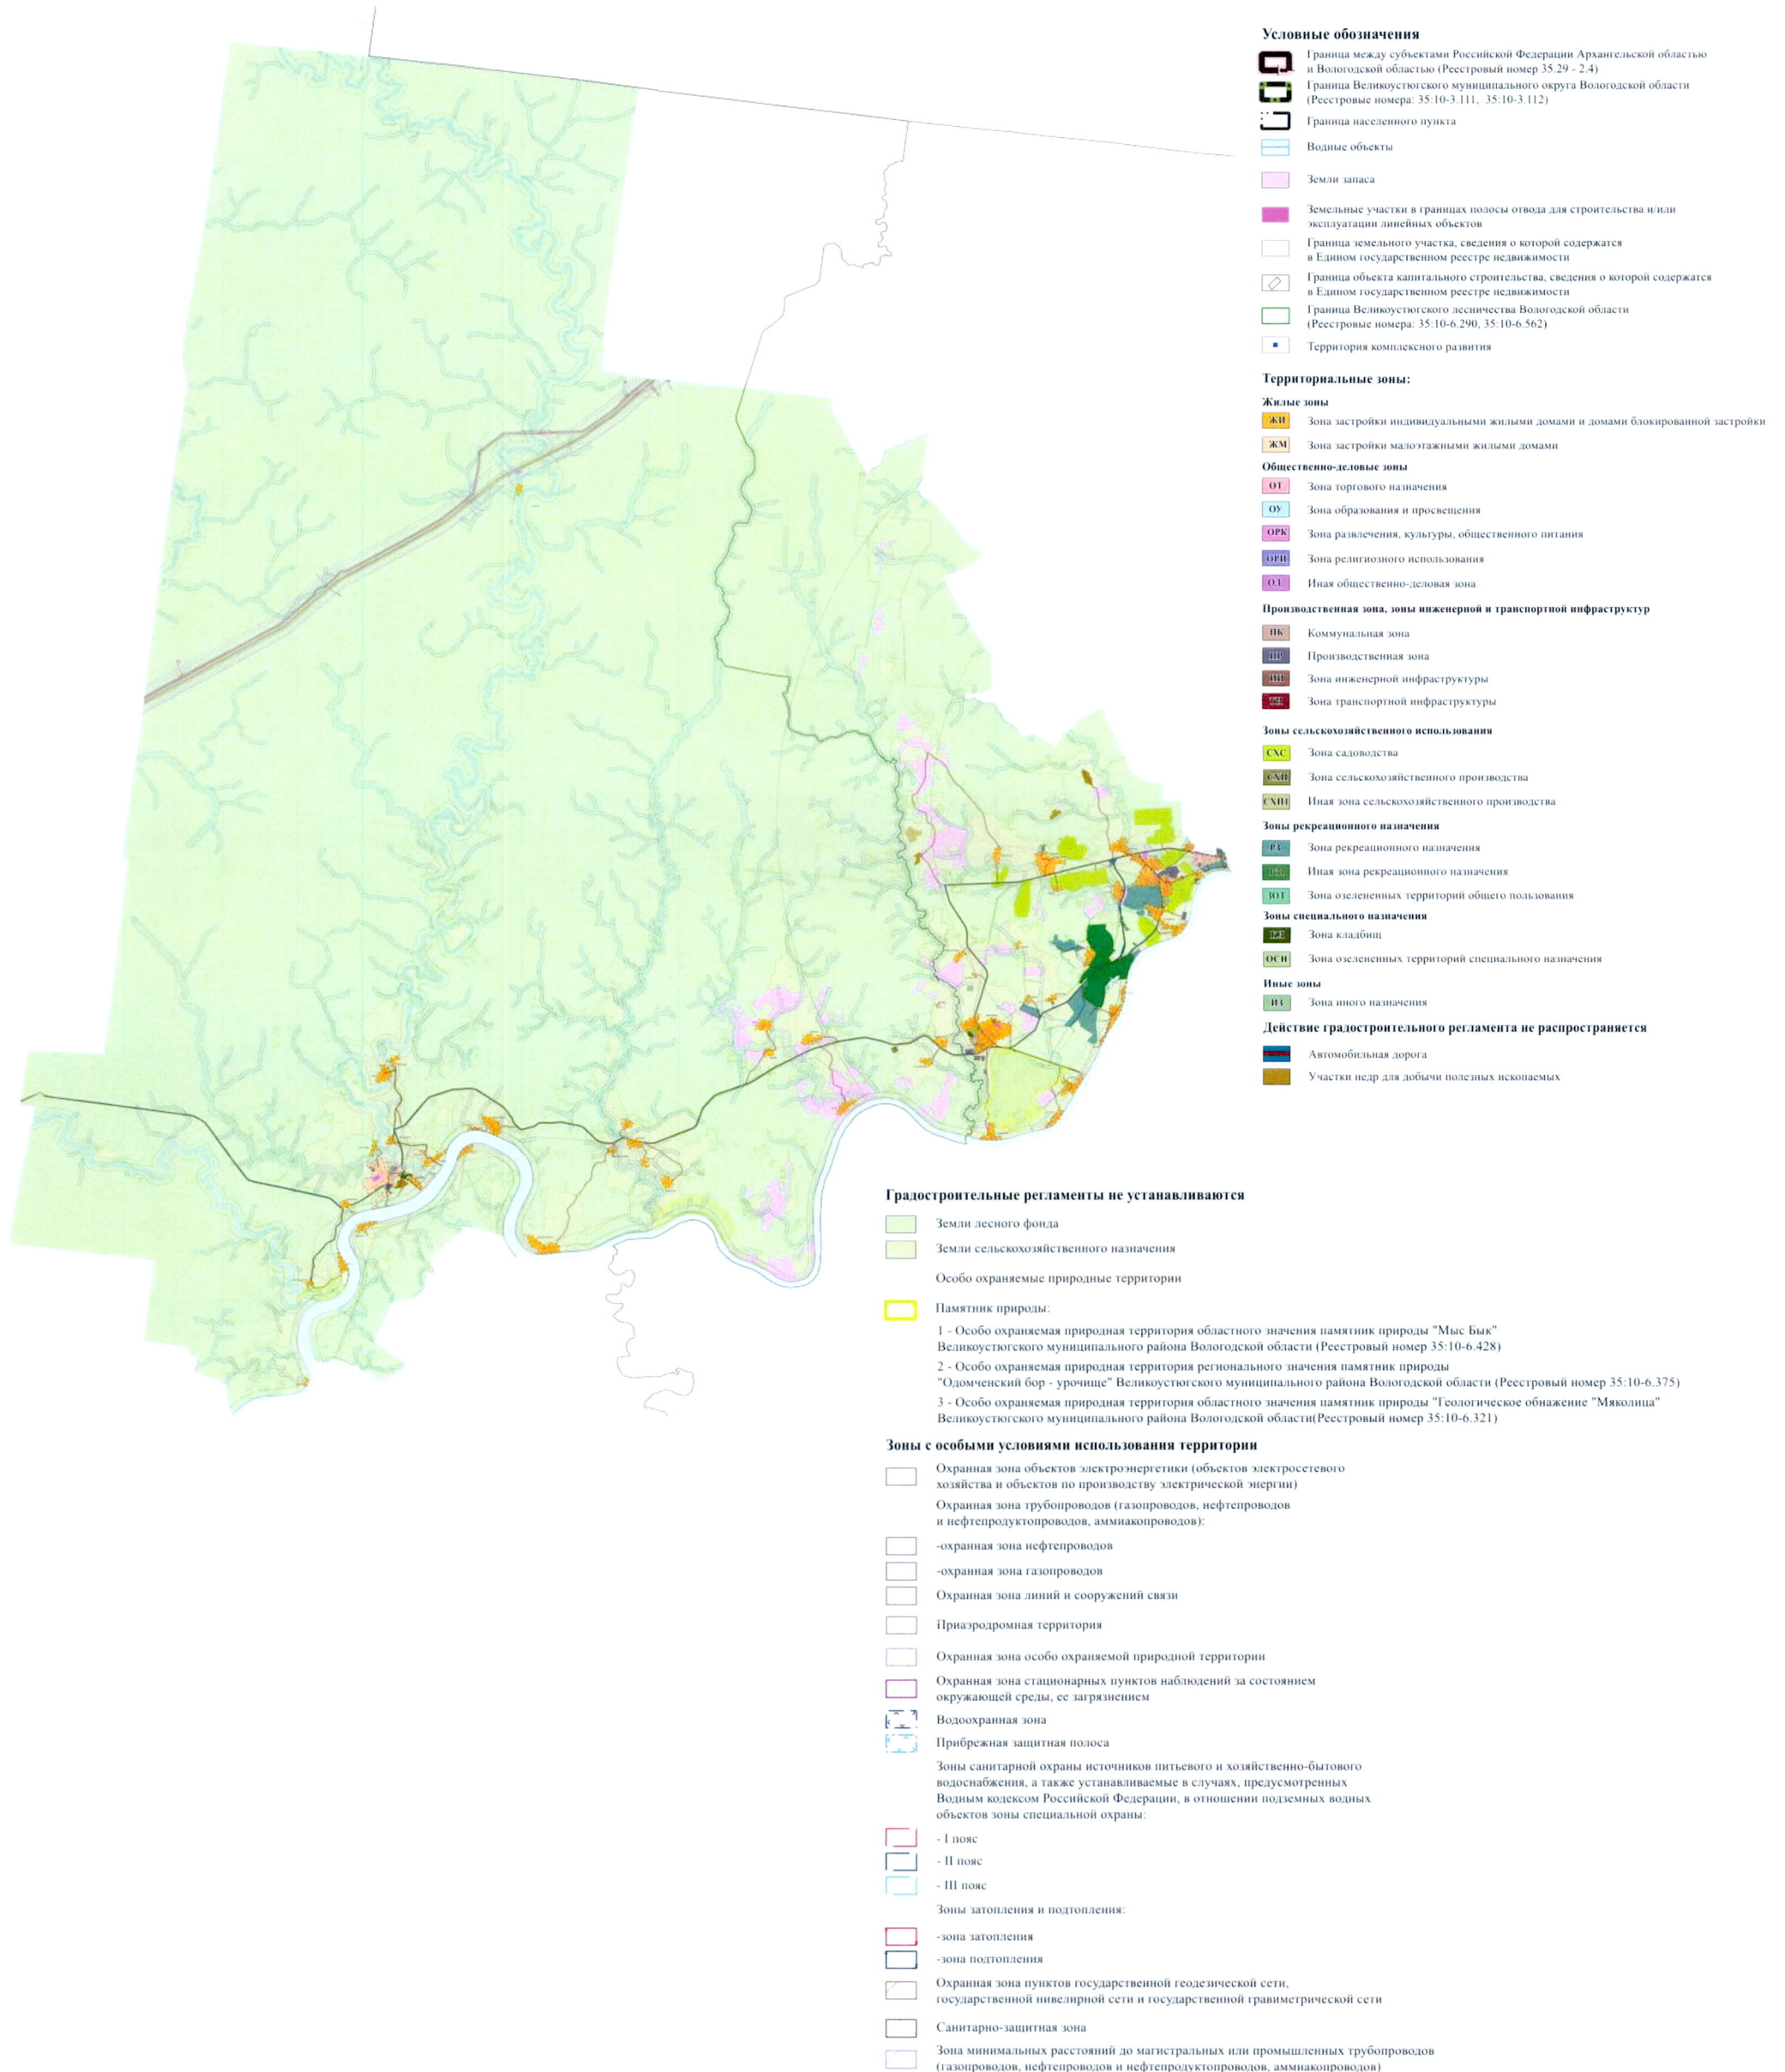 Условные обозначения
Граница между субъектами Российской Федерации Архангельской областью
и Вологодской областью (Реестровый номер 35.29 - 2.4)
Граница Великоустюгского муниципального округа Вологодской области
(Реестровые номера: 35:10-3.111, 35:10-3.112)
Граница населенного пункта
Водные объекты
Земли запаса
Земельные участки в границах полосы отвода для строительства и/или
эксплуатации линейных объектов
Граница земельного участка, сведения о которой содержатся
в Едином государственном реестре недвижимости
Граница объекта капитального строительства, сведения о которой содержатся
в Едином государственном реестре недвижимости
Граница Великоустюгского лесничества Вологодской области
(Реестровые номера: 35:10-6.290, 35:10-6.562)
Территория комплексного развития
Территориальные зоны:
Жилые зоны
ЖИ Зона застройки индивидуальными жилыми домами и домами блокированной застройки
ЖМ Зона застройки малоэтажными жилыми домами
Общественно-деловые зоны
ОТ Зона торгового назначения
ОУ Зона образования и просвещения
ОРК Зона развлечения, культуры, общественного питания
ОРИ Зона религиозного использования
ОД Иная общественно-деловая зона
Производственная зона, зоны инженерной и транспортной инфраструктур
ПК Коммунальная зона
ПР Производственная зона
ИИ Зона инженерной инфраструктуры
ТИ Зона транспортной инфраструктуры
Зоны сельскохозяйственного использования
СХС Зона садоводства
СХП Зона сельскохозяйственного производства
СХП1 Иная зона сельскохозяйственного производства
Зоны рекреационного назначения
РЗ Зона рекреационного назначения
Иная зона рекреационного назначения
ЗОТ Зона озелененных территорий общего пользования
Зоны специального назначения
КЛ Зона кладбищ
ОСН Зона озелененных территорий специального назначения
Иные зоны
ИЗ Зона иного назначения
Действие градостроительного регламента не распространяется
Автомобильная дорога
Участки недр для добычи полезных ископаемых
Градостроительные регламенты не устанавливаются
Земли лесного фонда
Земли сельскохозяйственного назначения
Особо охраняемые природные территории
Памятник природы:
1 - Особо охраняемая природная территория областного значения памятник природы "Мыс Бык"
Великоустюгского муниципального района Вологодской области (Реестровый номер 35:10-6.428)
2 - Особо охраняемая природная территория регионального значения памятник природы
"Одомченский бор - урочище" Великоустюгского муниципального района Вологодской области (Реестровый номер 35:10-6.375)
3 - Особо охраняемая природная территория областного значения памятник природы "Геологическое обнажение "Мяколица"
Великоустюгского муниципального района Вологодской области(Реестровый номер 35:10-6.321)
Зоны с особыми условиями использования территории
Охранная зона объектов электроэнергетики (объектов электросетевого
хозяйства и объектов по производству электрической энергии)
Охранная зона трубопроводов (газопроводов, нефтепроводов
и нефтепродуктопроводов, аммиакопроводов):
-охранная зона нефтепроводов
-охранная зона газопроводов
Охранная зона линий и сооружений связи
Приаэродромная территория
Охранная зона особо охраняемой природной территории
Охранная зона стационарных пунктов наблюдений за состоянием
окружающей среды, ее загрязнением
Водоохранная зона
Прибрежная защитная полоса
Зоны санитарной охраны источников питьевого и хозяйственно-бытового
водоснабжения, а также устанавливаемые в случаях, предусмотренных
Водным кодексом Российской Федерации, в отношении подземных водных
объектов зоны специальной охраны:
- I пояс
- II пояс
- III пояс
Зоны затопления и подтопления:
-зона затопления
-зона подтопления
Охранная зона пунктов государственной геодезической сети,
государственной нивелирной сети и государственной гравиметрической сети
Санитарно-защитная зона
Зона минимальных расстояний до магистральных или промышленных трубопроводов
(газопроводов, нефтепроводов и нефтепродуктопроводов, аммиакопроводов)